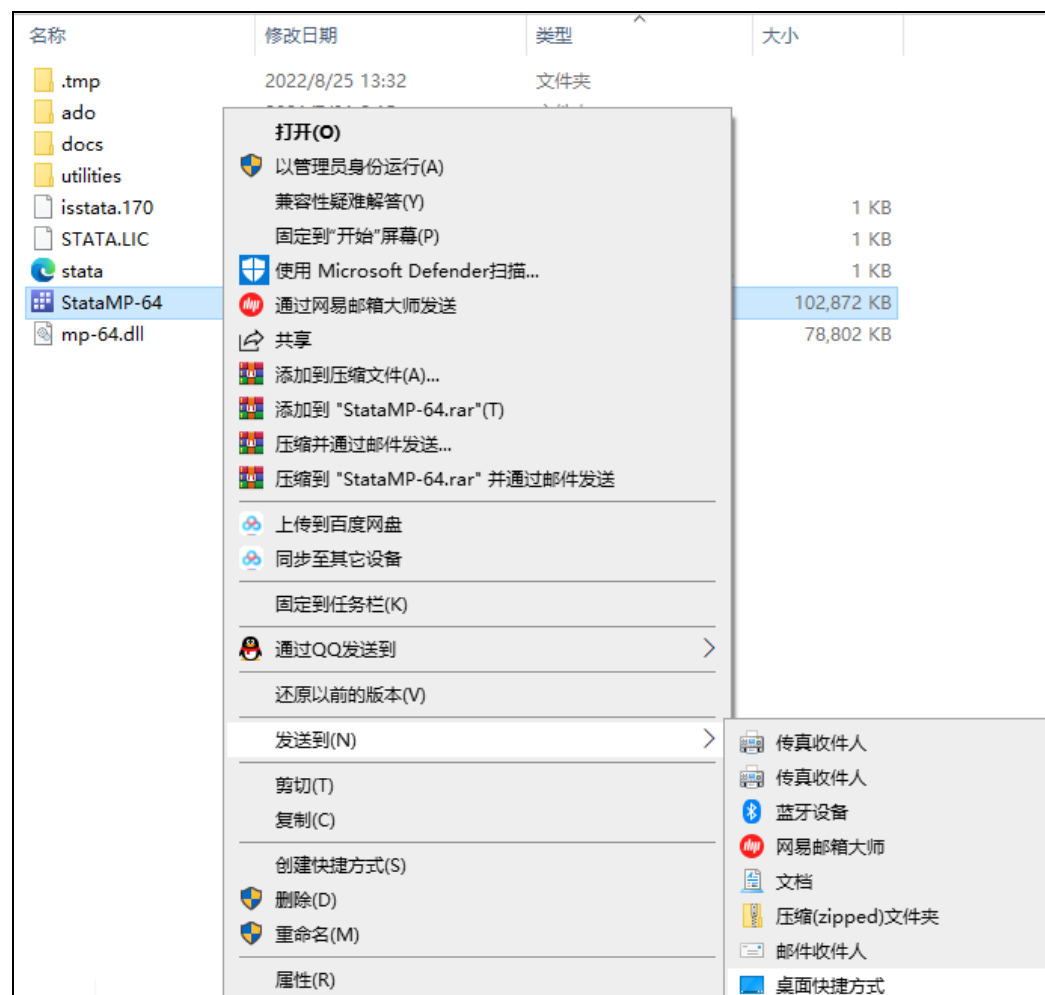 名称 修改日期 类型 大小
.tmp 2022/8/25 13:32 文件夹
ado
docs
utilities
isstata.170 1 KB
STATA.LIC 1 KB
stata 1 KB
StataMP-64 102,872 KB
mp-64.dll 78,802 KB
打开(O)
以管理员身份运行(A)
兼容性疑难解答(Y)
固定到"开始"屏幕(P)
使用 Microsoft Defender扫描...
通过网易邮箱大师发送
共享
添加到压缩文件(A)...
添加到 "StataMP-64.rar"(T)
压缩并通过邮件发送...
压缩到 "StataMP-64.rar" 并通过邮件发送
上传到百度网盘
同步至其它设备
固定到任务栏(K)
通过QQ发送到
还原以前的版本(V)
发送到(N)
剪切(T)
复制(C)
创建快捷方式(S)
删除(D)
重命名(M)
属性(R)
传真收件人
传真收件人
蓝牙设备
网易邮箱大师
文档
压缩(zipped)文件夹
邮件收件人
桌面快捷方式